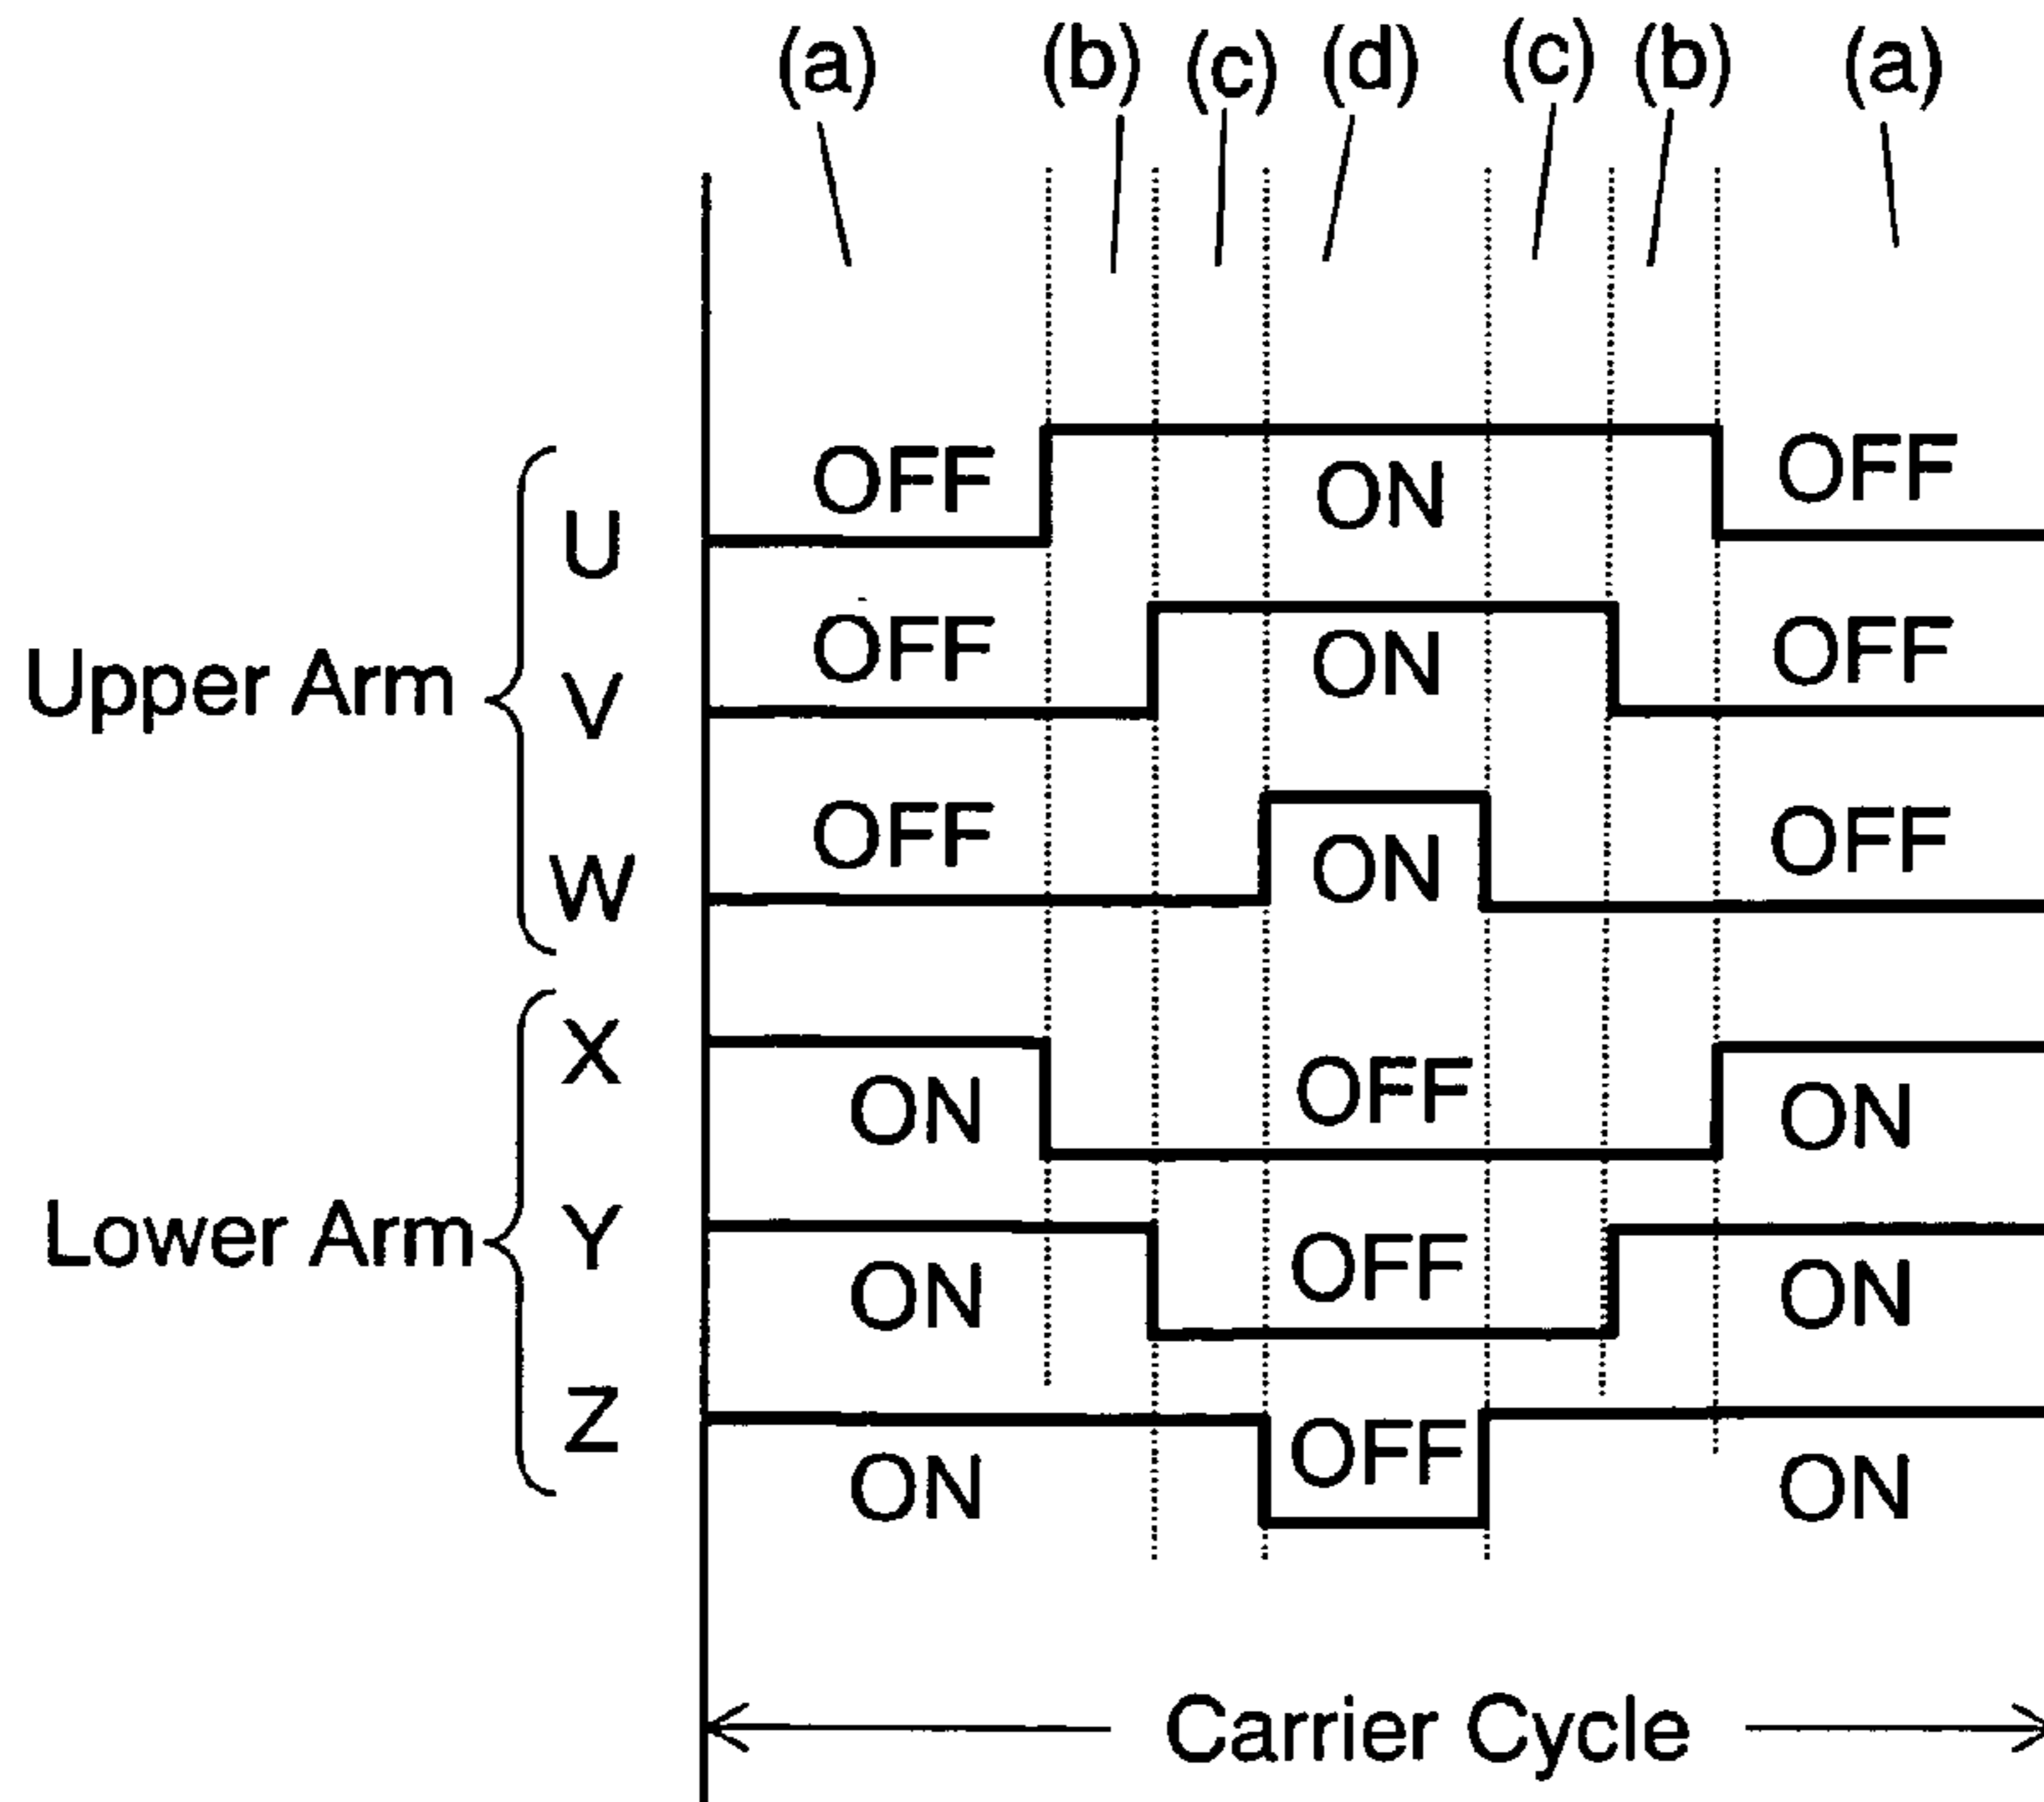 (a) (b) (c) (d) (c) (b) (a)
OFF ON OFF
U
OFF ON OFF
Upper Arm V
OFF ON OFF
W
X
ON OFF ON
Lower Arm Y
ON OFF ON
Z
ON OFF ON
Carrier Cycle